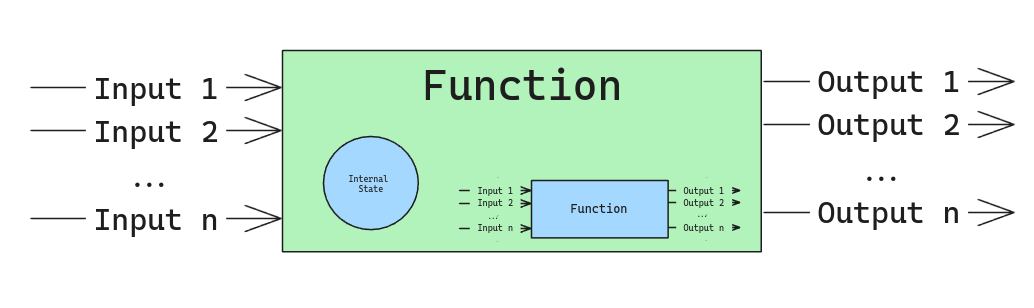 Function
Input 1
Input 2
...
Input n
Internal
State
Input 1
Input 2
...
Input n
Function
Output 1
Output 2
...
Output n
Output 1
Output 2
...
Output n